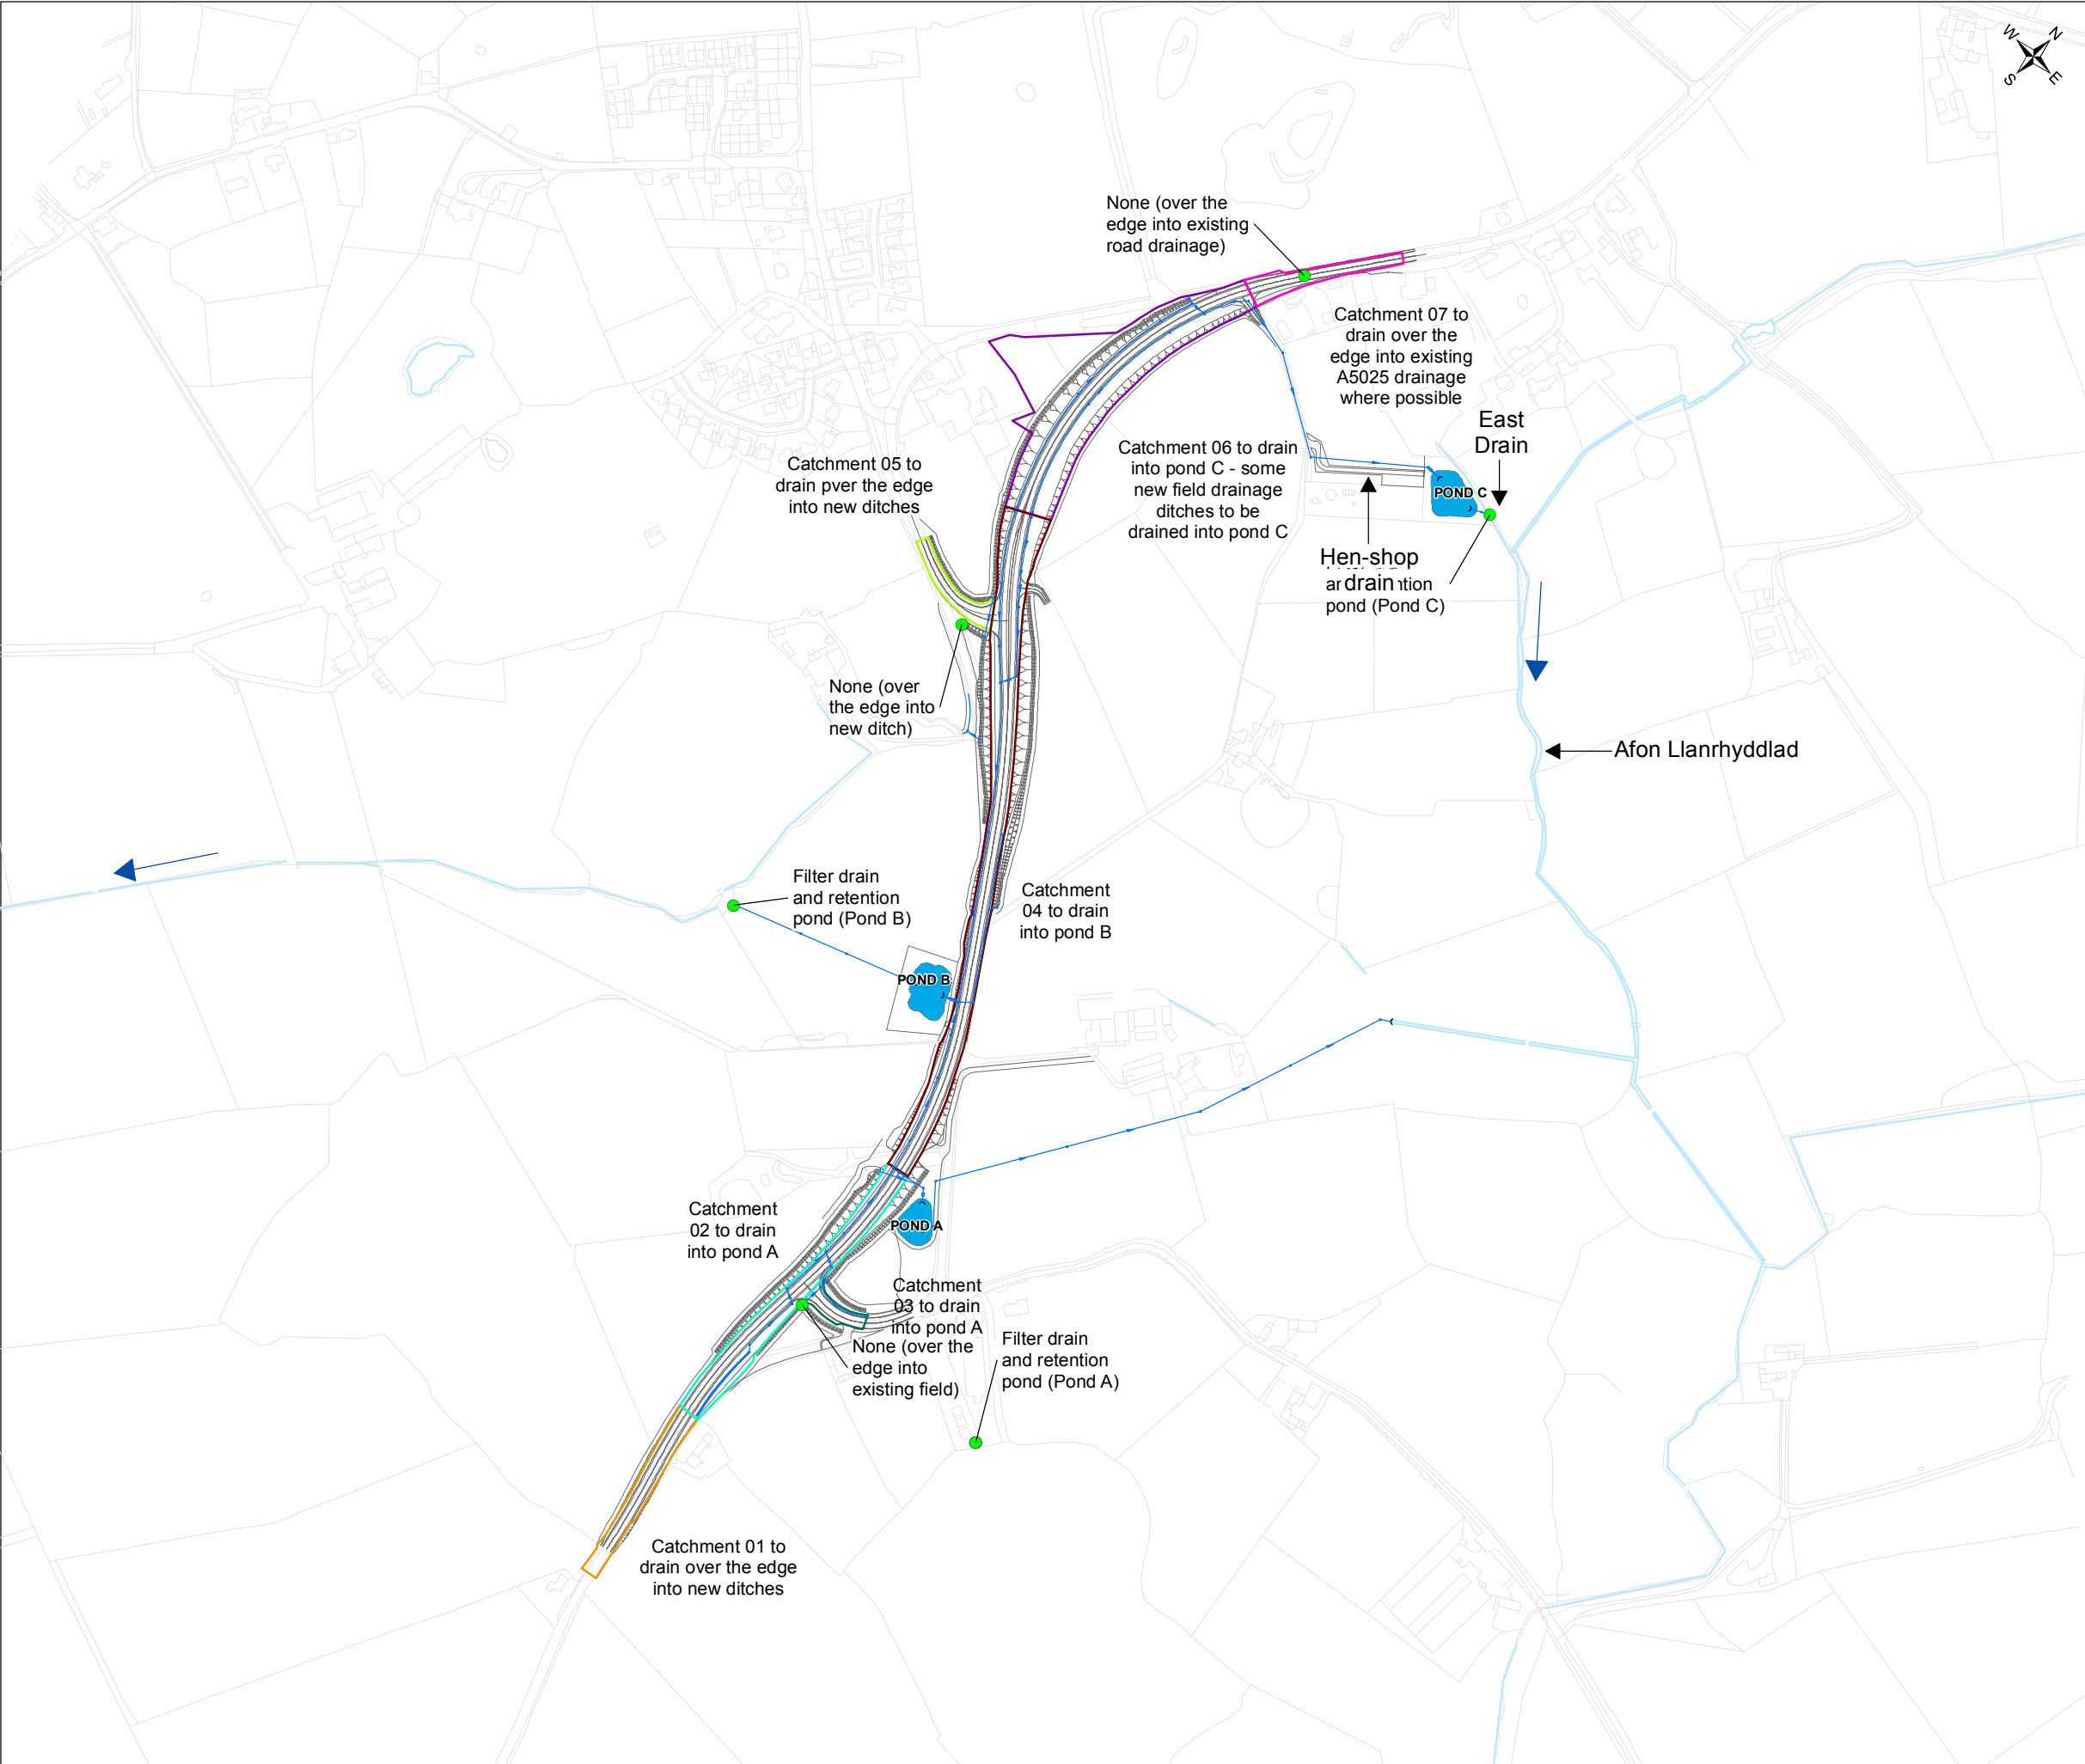 W
N
S
E
None (over the
edge into existing
road drainage)
Catchment 07 to
drain over the
edge into existing
A5025 drainage
where possible
East
Drain
Catchment 06 to drain
into pond C - some
new field drainage
ditches to be
drained into pond C
Catchment 05 to
drain pver the edge
into new ditches
POND C
Hen-shop
drain
pond (Pond C)
None (over
the edge into
new ditch)
Afon Llanrhyddlad
Filter drain
and retention
pond (Pond B)
Catchment
04 to drain
into pond B
POND B
Catchment
02 to drain
into pond A
POND A
Catchment
03 to drain
into pond A
None (over the
edge into
existing field)
Filter drain
and retention
pond (Pond A)
Catchment 01 to
drain over the edge
into new ditches